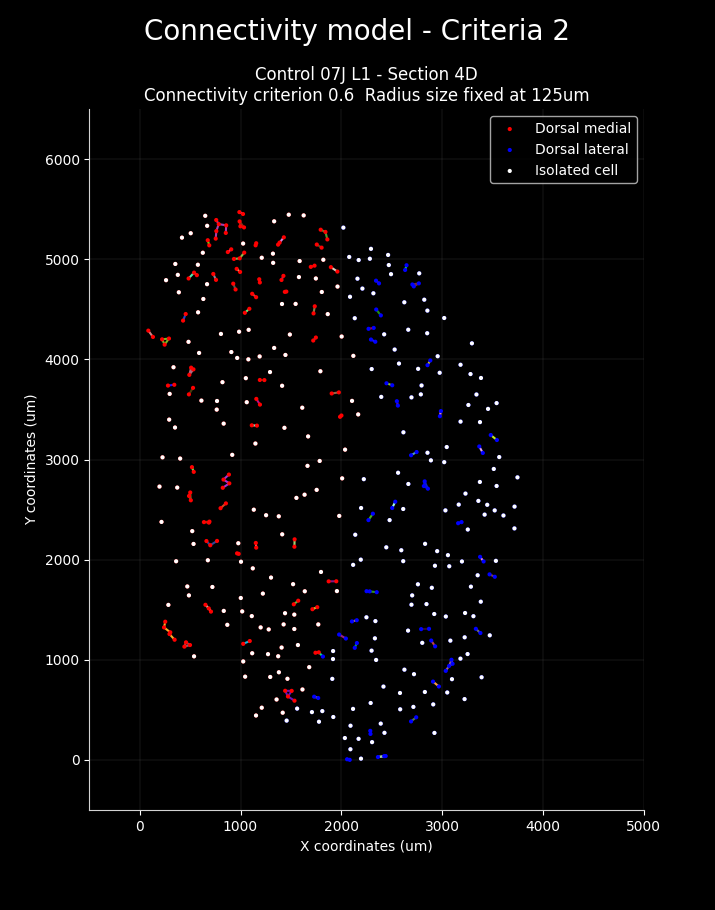 Connectivity model - Criteria 2
Control 07J L1 - Section 4D
Connectivity criterion 0.6  Radius size fixed at 125um
Dorsal medial
Dorsal lateral
Isolated cell
6000
5000
4000
3000
2000
1000
0
Y coordinates (um)
0
1000
2000
3000
4000
5000
X coordinates (um)